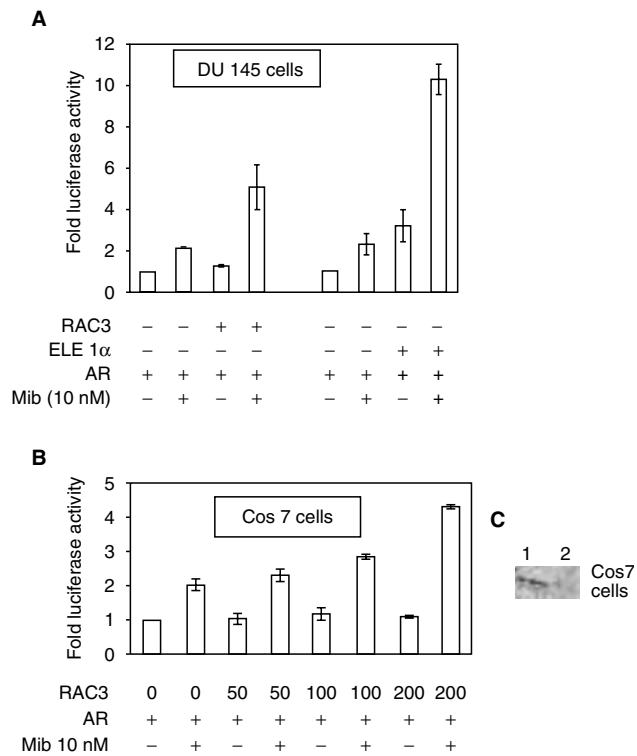 A
Fold luciferase activity
12
10
8
6
4
2
0
DU 145 cells
RAC3 – – + + – – – –
ELE 1α – – – – – – + +
AR + + + + + + + +
Mib (10 nM) – + – + – + – +
B
Fold luciferase activity
5
4
3
2
1
0
Cos 7 cells
RAC3 0 0 50 50 100 100 200 200
AR + + + + + + + +
Mib 10 nM – + – + – + – +
C
1 2
Cos7
cells